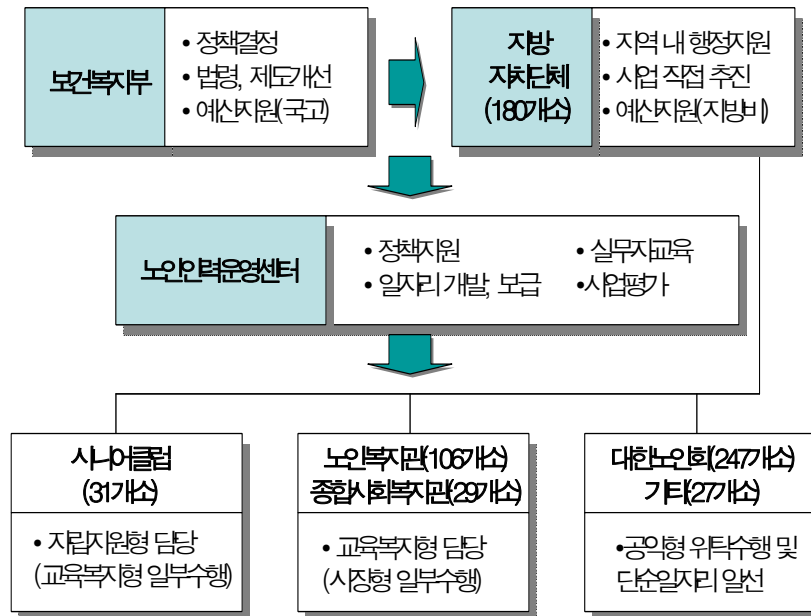 보건복지부
• 정책결정
• 법령, 제도개선
• 예산지원(국고)
지방
자치단체
(180개소)
• 지역 내 행정지원
• 사업 직접 추진
• 예산지원(지방비)
노인인력운영센터
• 정책지원
• 일자리 개발, 보급
• 실무자교육
•사업평가
시니어클럽
(31개소)
• 자립지원형 담당
(교육복지형 일부수행)
노인복지관(106개소)
종합사회복지관(29개소)
• 교육복지형 담당
(시장형 일부수행)
대한노인회(247개소)
기타(27개소)
•공익형 위탁수행 및
단순일자리 알선